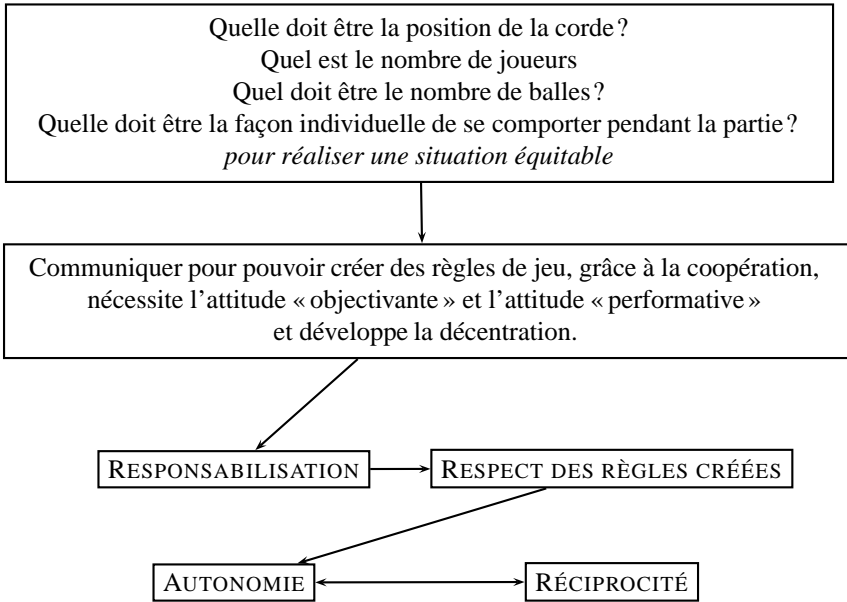 Quelle doit être la position de la corde ?
Quel est le nombre de joueurs
Quel doit être le nombre de balles ?
Quelle doit être la façon individuelle de se comporter pendant la partie ?
pour réaliser une situation équitable
Communiquer pour pouvoir créer des règles de jeu, grâce à la coopération,
nécessite l’attitude « objectivante » et l’attitude « performative »
et développe la décentration.
RESPONSABILISATION
RESPECT DES RÈGLES CRÉÉES
AUTONOMIE
RÉCIPROCITÉ